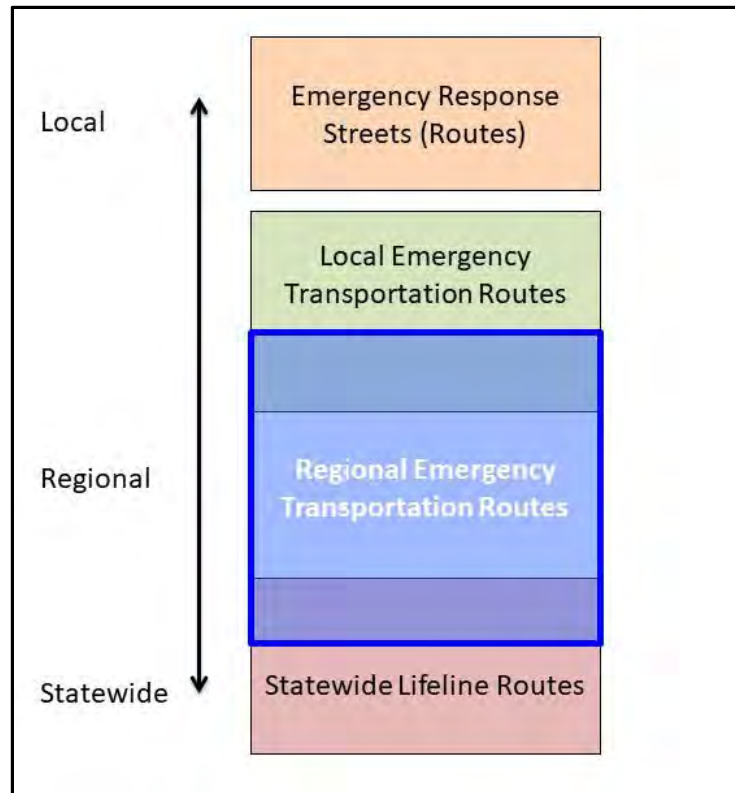 Local
Emergency Response
Streets (Routes)
Local Emergency
Transportation Routes
Regional
Regional Emergency
Transportation Routes
Statewide
Statewide Lifeline Routes